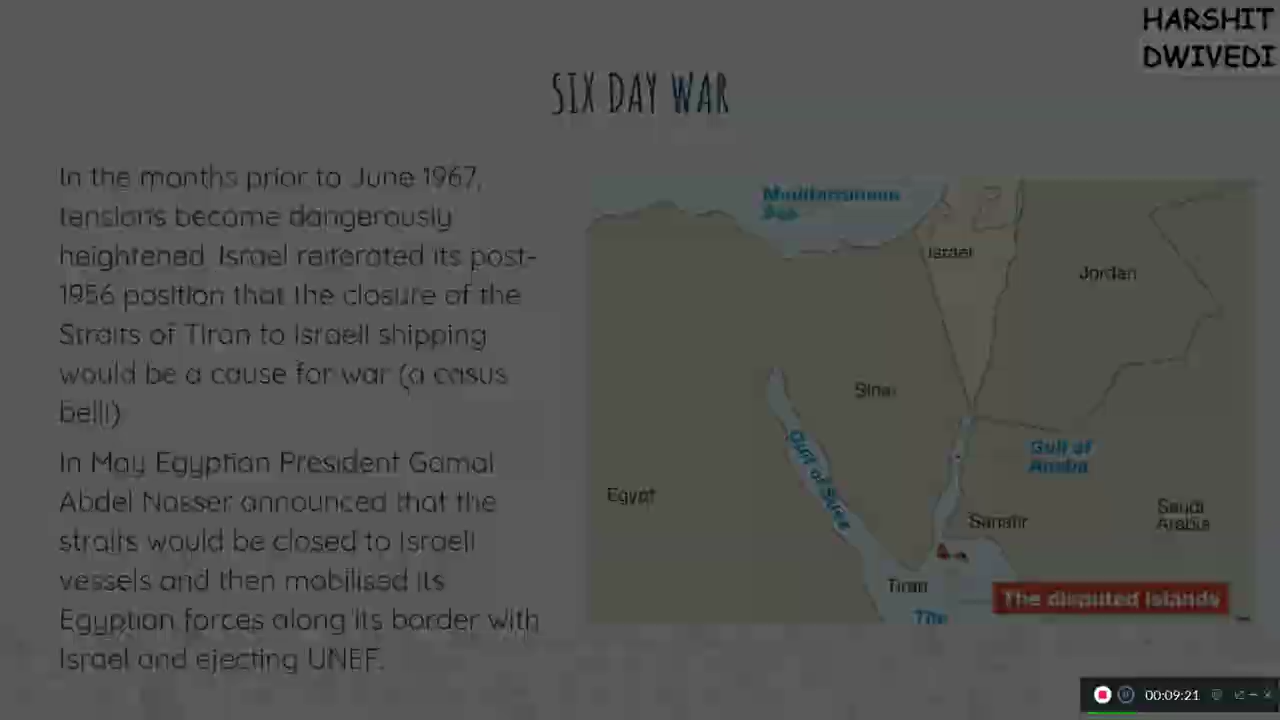 HARSHIT
DWIVEDI
SIX DAY WAR
In the months prior to June 1967,
tensions became dangerously
heightened. Israel reiterated its post-
1956 position that the closure of the
Straits of Tiran to Israeli shipping
would be a cause for war (a casus
belli)
In May Egyptian President Gamal
Abdel Nasser announced that the
straits would be closed to Israeli
vessels and then mobilised its
Egyptian forces along its border with
Israel and ejecting UNEF.
Mediterranean
Sea
Israel
Jordan
Sinai
Gulf of Suez
Gulf of
Egypt
Saudi
Arabia
Sanafir
Tiran
The disputed islands
The
00:09:21